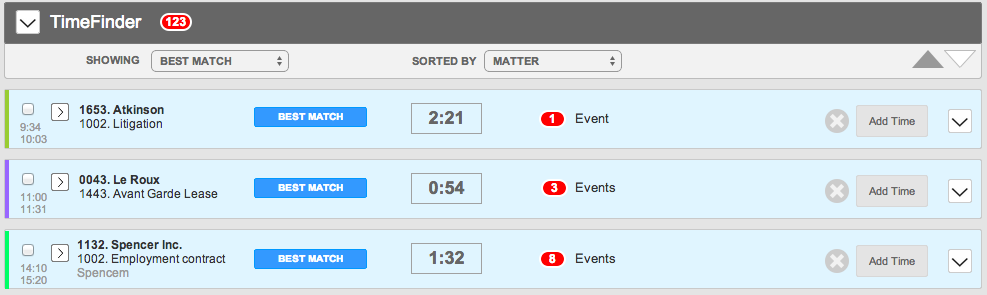 TimeFinder 123
SHOWING BEST MATCH SORTED BY MATTER
1653. Atkinson
1002. Litigation
9:34
10:03
BEST MATCH
2:21
1 Event
Add Time
0043. Le Roux
1443. Avant Garde Lease
11:00
11:31
BEST MATCH
0:54
3 Events
Add Time
1132. Spencer Inc.
1002. Employment contract
Spencem
14:10
15:20
BEST MATCH
1:32
8 Events
Add Time